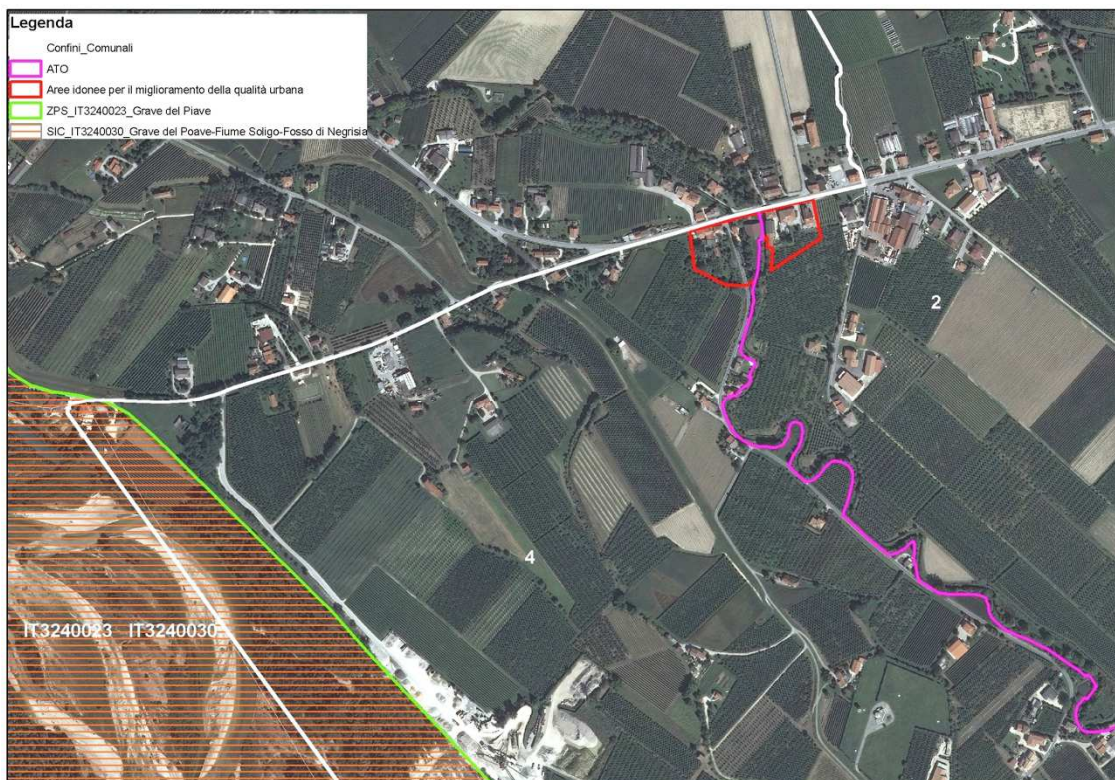 Legenda
Confini_Comunali
ATO
Aree idonee per il miglioramento della qualità urbana
ZPS_IT3240023_Grave del Piave
SIC_IT3240030_Grave del Poave-Fiume Soligo-Fosso di Negrisia
2
4
IT3240023 IT3240030